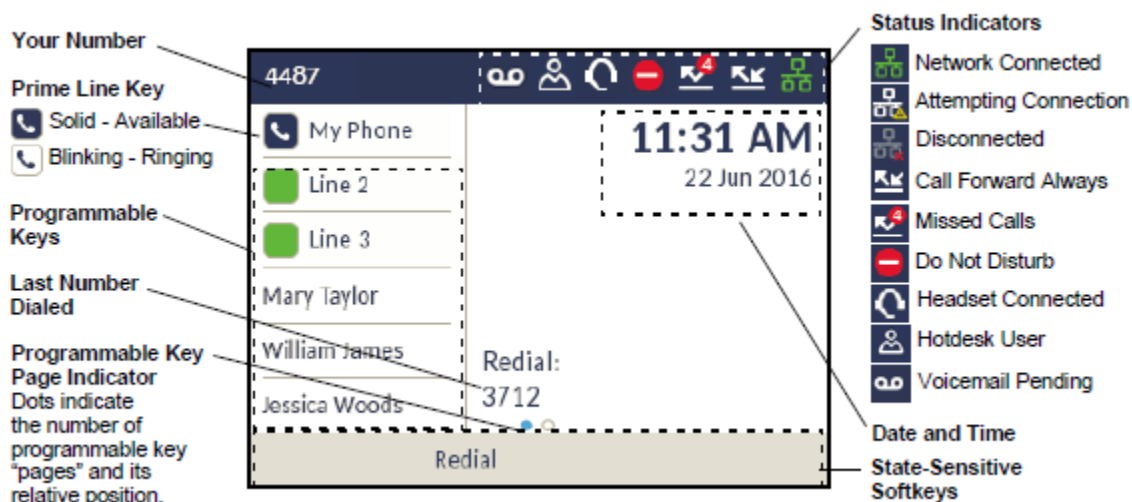 Your Number
Prime Line Key
Solid - Available
Blinking - Ringing
Programmable
Keys
Last Number
Dialed
Programmable Key
Page Indicator
Dots indicate
the number of
programmable key
"pages" and its
relative position.
4487
4
My Phone
Line 2
Line 3
Mary Taylor
William James
Jessica Woods
11:31 AM
22 Jun 2016
Redial:
3712
Redial
Status Indicators
Network Connected
Attempting Connection
Disconnected
Call Forward Always
4
Missed Calls
Do Not Disturb
Headset Connected
Hotdesk User
Voicemail Pending
Date and Time
State-Sensitive
Softkeys